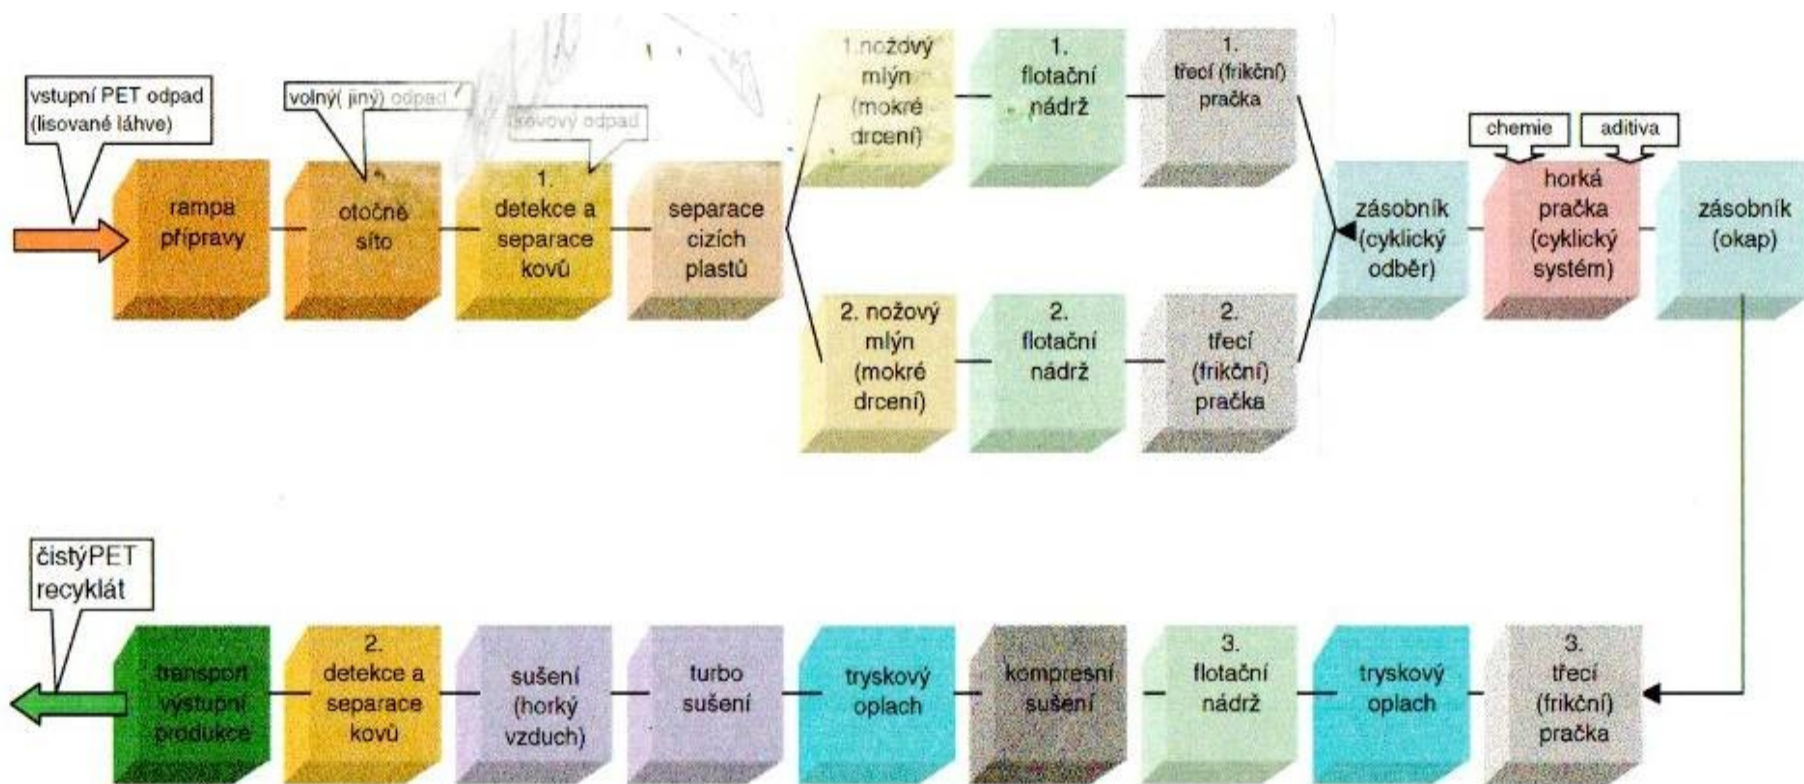 vstupní PET odpad
(lisované láhve)
volný( jiný) odpad
kovový odpad
rampa
přípravy
otočné
síto
1.
detekce a
separace
kovů
separace
cizích
plastů
1.nožový
mlýn
(mokré
drcení)
1.
flotační
nádrž
1.
třecí (frikční)
pračka
2. nožový
mlýn
(mokré
drcení)
2.
flotační
nádrž
2.
třecí
(frikční)
pračka
zásobník
(cyklický
odběr)
chemie
aditiva
horká
pračka
(cyklický
systém)
zásobník
(okap)
čistýPET
recyklát
transport
výstupní
produkce
2.
detekce a
separace
kovů
sušení
(horký
vzduch)
turbo
sušení
tryskový
oplach
kompresní
sušení
3.
flotační
nádrž
tryskový
oplach
3.
třecí
(frikční)
pračka